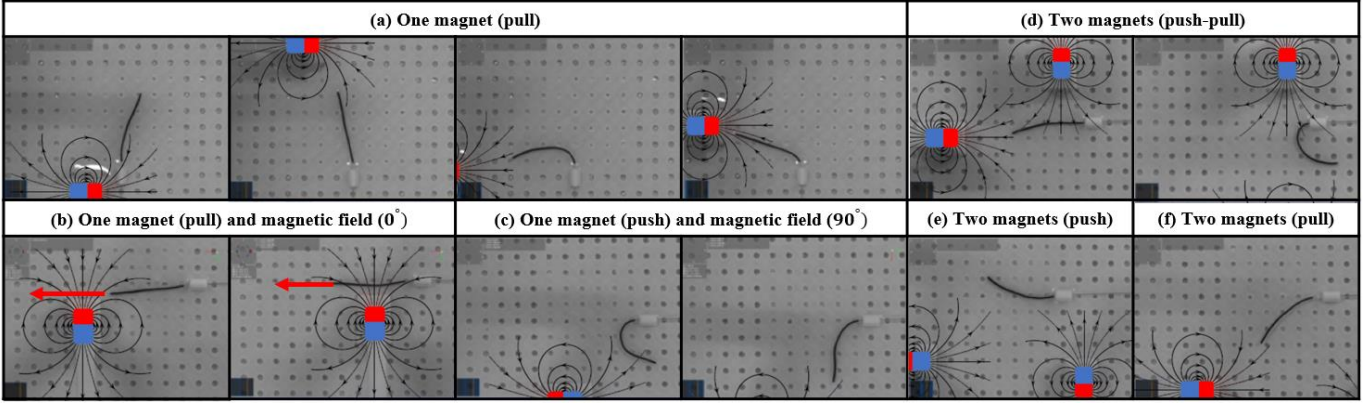 (a) One magnet (pull)
(d) Two magnets (push-pull)
(b) One magnet (pull) and magnetic field (0°)
(c) One magnet (push) and magnetic field (90°)
(e) Two magnets (push)
(f) Two magnets (pull)